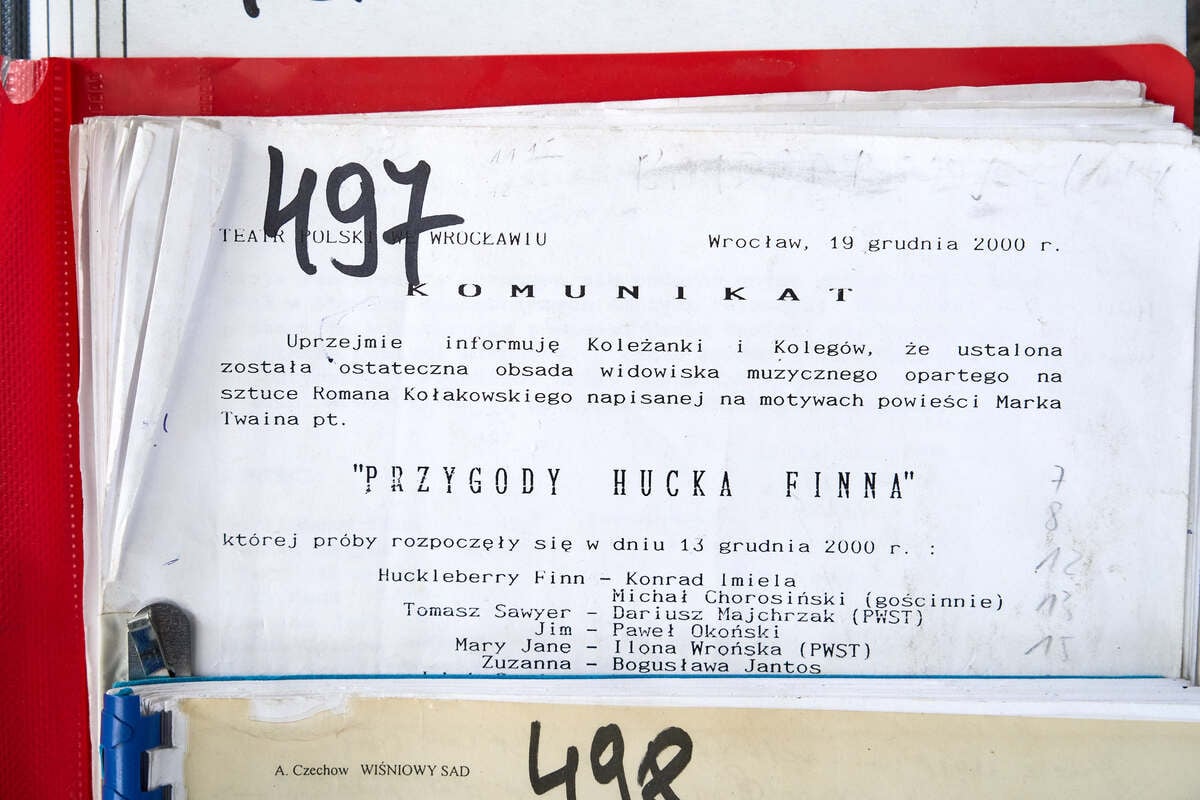 497
TEATR POLSKI WE WROCŁAWIU Wrocław, 19 grudnia 2000 r.
KOMUNIKAT
Uprzejmie informuję Koleżanki i Kolegów, że ustalona
została ostateczna obsada widowiska muzycznego opartego na
sztuce Romana Kołakowskiego napisanej na motywach powieści Marka
Twaina pt.
"PRZYGODY HUCKA FINNA"
7
8
której próby rozpoczęły się w dniu 13 grudnia 2000 r. :
12
Huckleberry Finn – Konrad Imiela
Michał Chorosiński (gościnnie)
13
Tomasz Sawyer – Dariusz Majchrzak (PWST)
Jim – Paweł Okoński
Mary Jane – Ilona Wrońska (PWST)
15
Zuzanna – Bogusława Jantos
498
A. Czechow WIŚNIOWY SAD